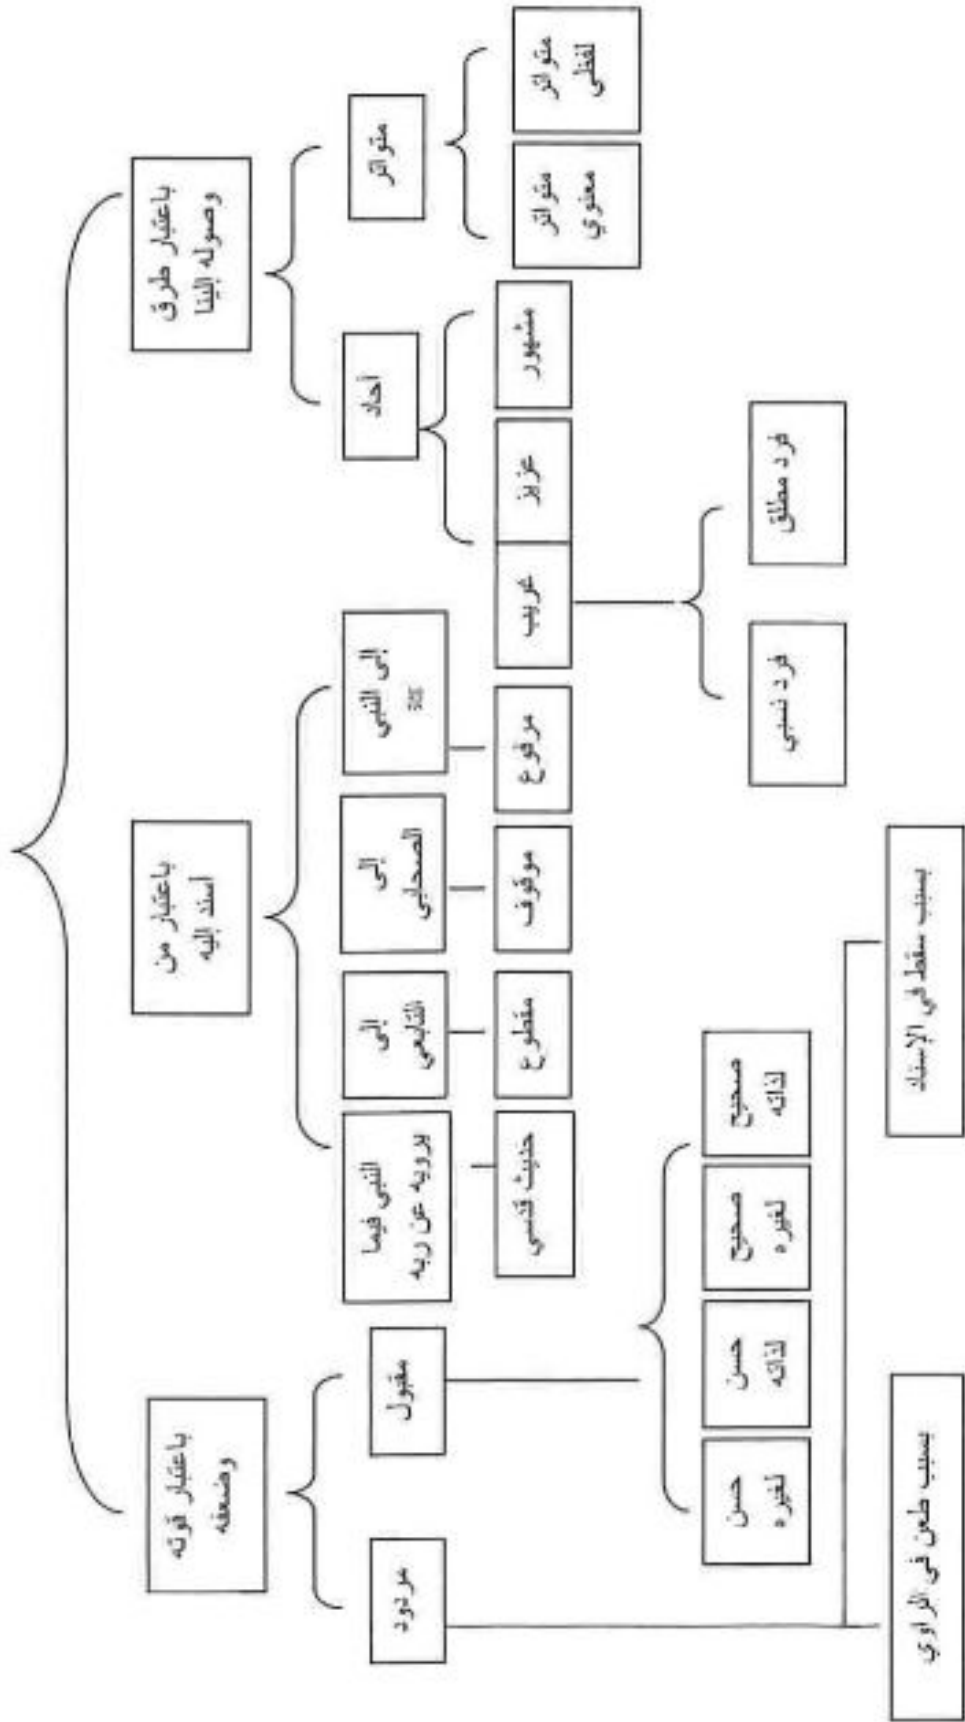 باعتبار طرق
وصوله إلينا
باعتبار من
أسند إليه
باعتبار قوته
وضعفه
متواتر
آحاد
إلى النبي
ﷺ
إلى
الصحابي
إلى
التابعي
النبي فيما
يرويه عن ربه
مقبول
مردود
متواتر
لفظي
متواتر
معنوي
مشهور
عزيز
غريب
مرفوع
موقوف
مقطوع
حديث قدسي
فرد مطلق
فرد نسبي
صحيح
لذاته
صحيح
لغيره
حسن
لذاته
حسن
لغيره
بسبب سقط في الإسناد
بسبب طعن في الراوي